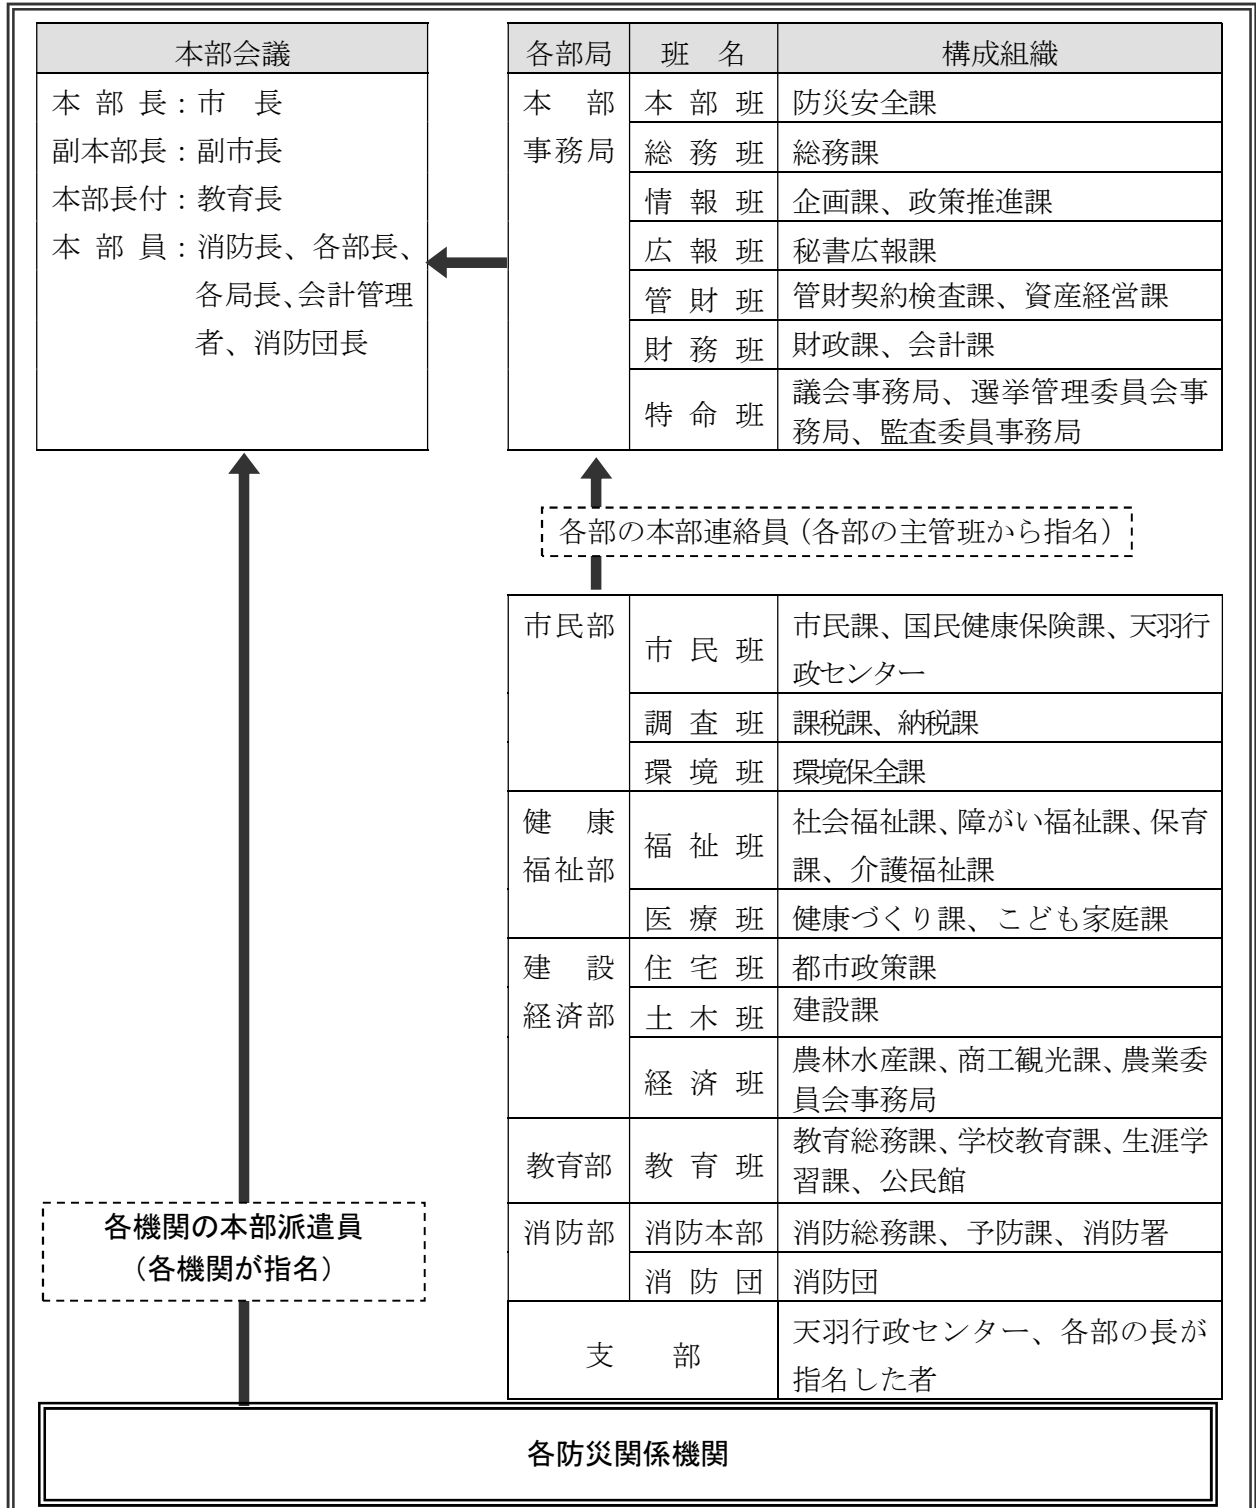 本部会議
本部長：市　長
副本部長：副市長
本部長付：教育長
本部員：消防長、各部長、
各局長、会計管理
者、消防団長
各部局　班　名　構成組織
本　部
事務局
本部班　防災安全課
総務班　総務課
情報班　企画課、政策推進課
広報班　秘書広報課
管財班　管財契約検査課、資産経営課
財務班　財政課、会計課
特命班　議会事務局、選挙管理委員会事
務局、監査委員事務局
各部の本部連絡員（各部の主管班から指名）
市民部　市民班　市民課、国民健康保険課、天羽行
政センター
調査班　課税課、納税課
環境班　環境保全課
健　康
福祉部
福祉班　社会福祉課、障がい福祉課、保育
課、介護福祉課
医療班　健康づくり課、こども家庭課
建　設
経済部
住宅班　都市政策課
土木班　建設課
経済班　農林水産課、商工観光課、農業委
員会事務局
教育部　教育班　教育総務課、学校教育課、生涯学
習課、公民館
消防部　消防本部　消防総務課、予防課、消防署
消防団　消防団
支　部　天羽行政センター、各部の長が
指名した者
各機関の本部派遣員
（各機関が指名）
各防災関係機関